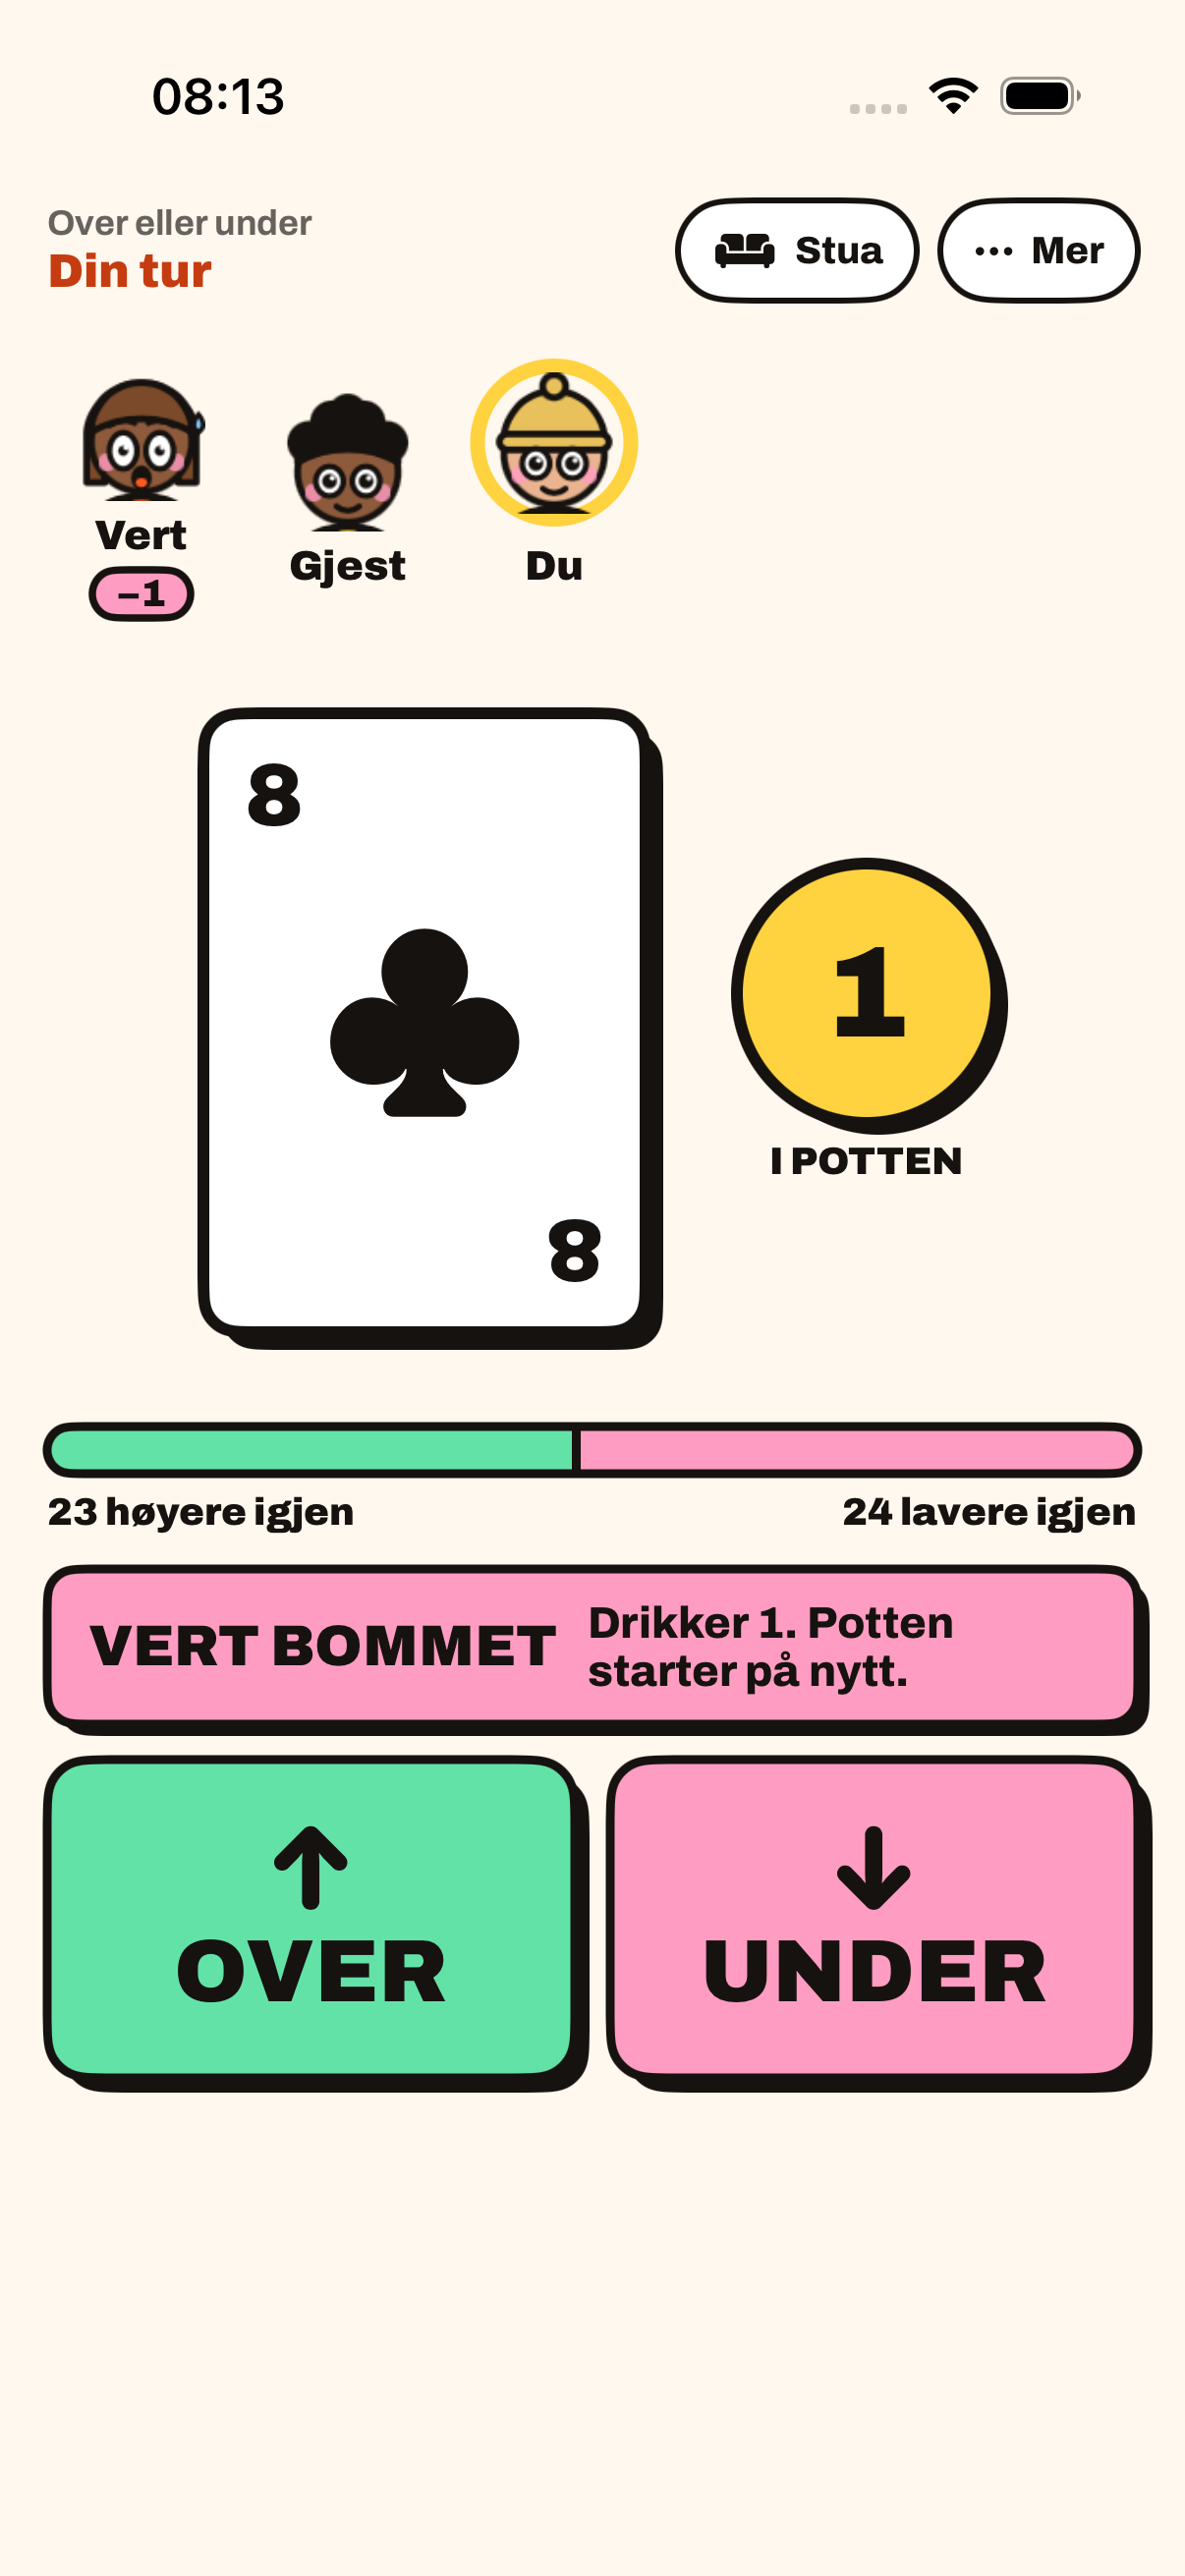 08:13
Over eller under
Din tur
Stua
Mer
Vert
Gjest
Du
–1
8
1
I POTTEN
8
23 høyere igjen
24 lavere igjen
VERT BOMMET
Drikker 1. Potten
starter på nytt.
OVER
UNDER